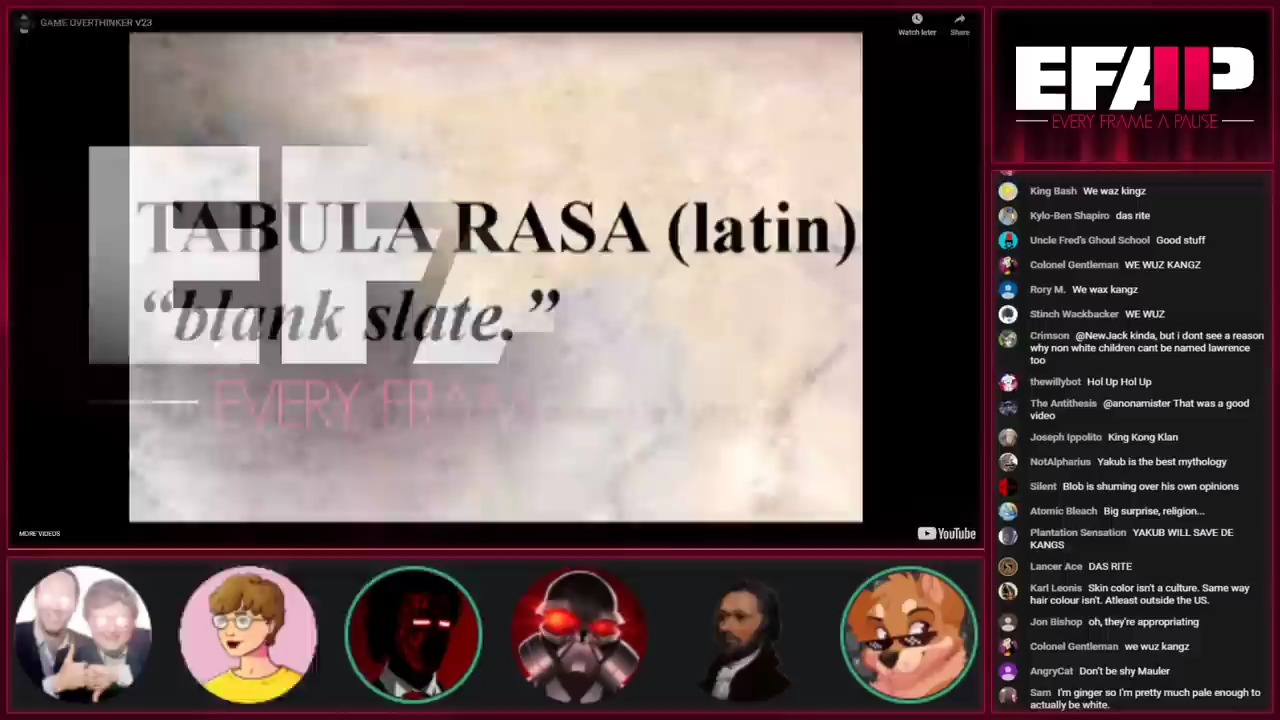 GAME OVERTHINKER V23
Watch later
Share
TABULA RASA (latin)
“blank slate.”
EVERY FRAM
MORE VIDEOS
YouTube
EFAP
EVERY FRAME A PAUSE
King Bash We waz kingz
Kylo-Ben Shapiro das rite
Uncle Fred's Ghoul School Good stuff
Colonel Gentleman WE WUZ KANGZ
Rory M. We wax kangz
Stinch Wackbacker WE WUZ
Crimson @NewJack kinda, but i dont see a reason
why non white children cant be named lawrence
too
thewillybot Hol Up Hol Up
The Antithesis @anonamister That was a good
video
Joseph Ippolito King Kong Klan
NotAlpharius Yakub is the best mythology
Silent Blob is shuming over his own opinions
Atomic Bleach Big surprise, religion...
Plantation Sensation YAKUB WILL SAVE DE
KANGS
Lancer Ace DAS RITE
Karl Leonis Skin color isn't a culture. Same way
hair colour isn't. Atleast outside the US.
Jon Bishop oh, they're appropriating
Colonel Gentleman we wuz kangz
AngryCat Don't be shy Mauler
Sam I'm ginger so I'm pretty much pale enough to
actually be white.